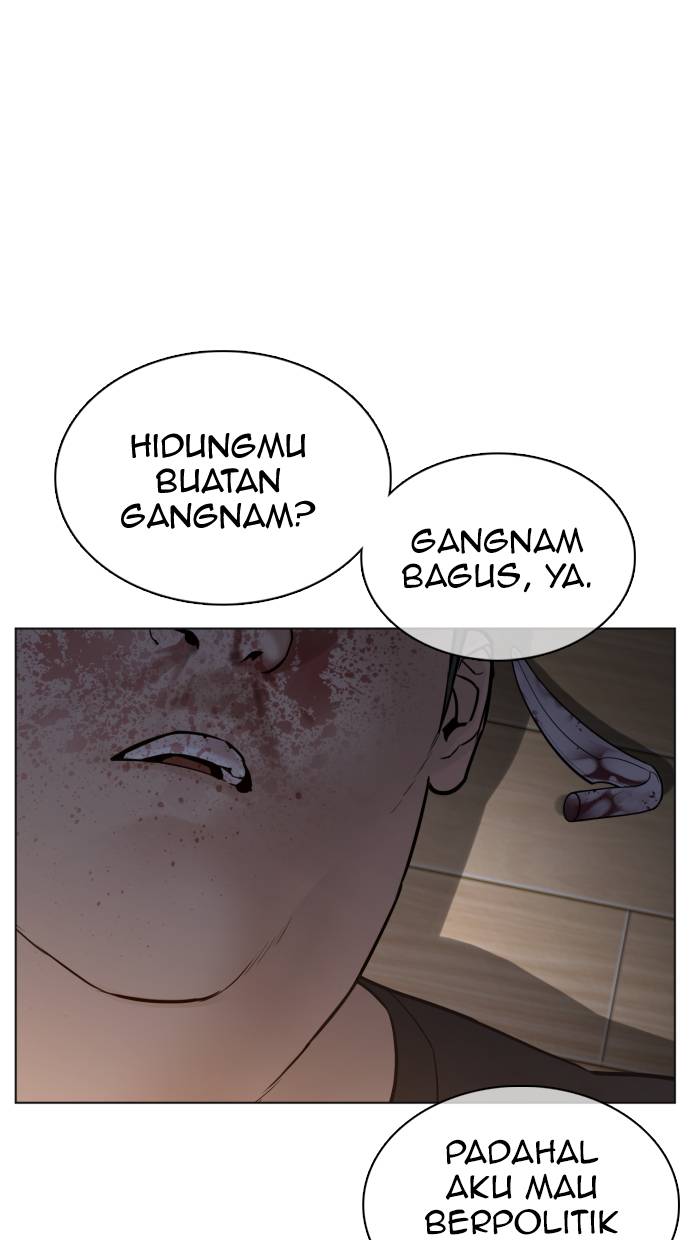 HIDUNGMU
BUATAN
GANGNAM?
GANGNAM
BAGUS, YA.
PADAHAL
AKU MAU
BERPOLITIK